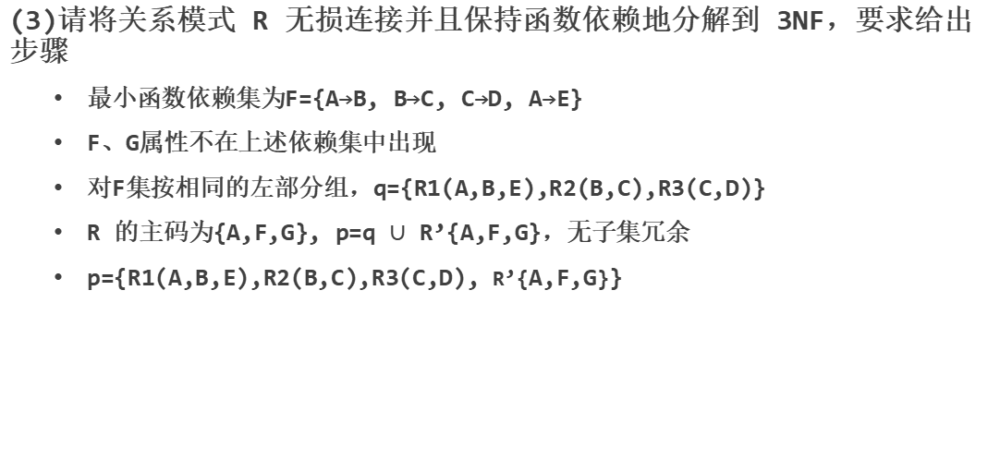 (3)请将关系模式 R 无损连接并且保持函数依赖地分解到 3NF，要求给出
步骤
• 最小函数依赖集为F={A→B, B→C, C→D, A→E}
• F、G属性不在上述依赖集中出现
• 对F集按相同的左部分组，q={R1(A,B,E),R2(B,C),R3(C,D)}
• R 的主码为{A,F,G}, p=q ∪ R’{A,F,G}，无子集冗余
• p={R1(A,B,E),R2(B,C),R3(C,D), R’{A,F,G}}